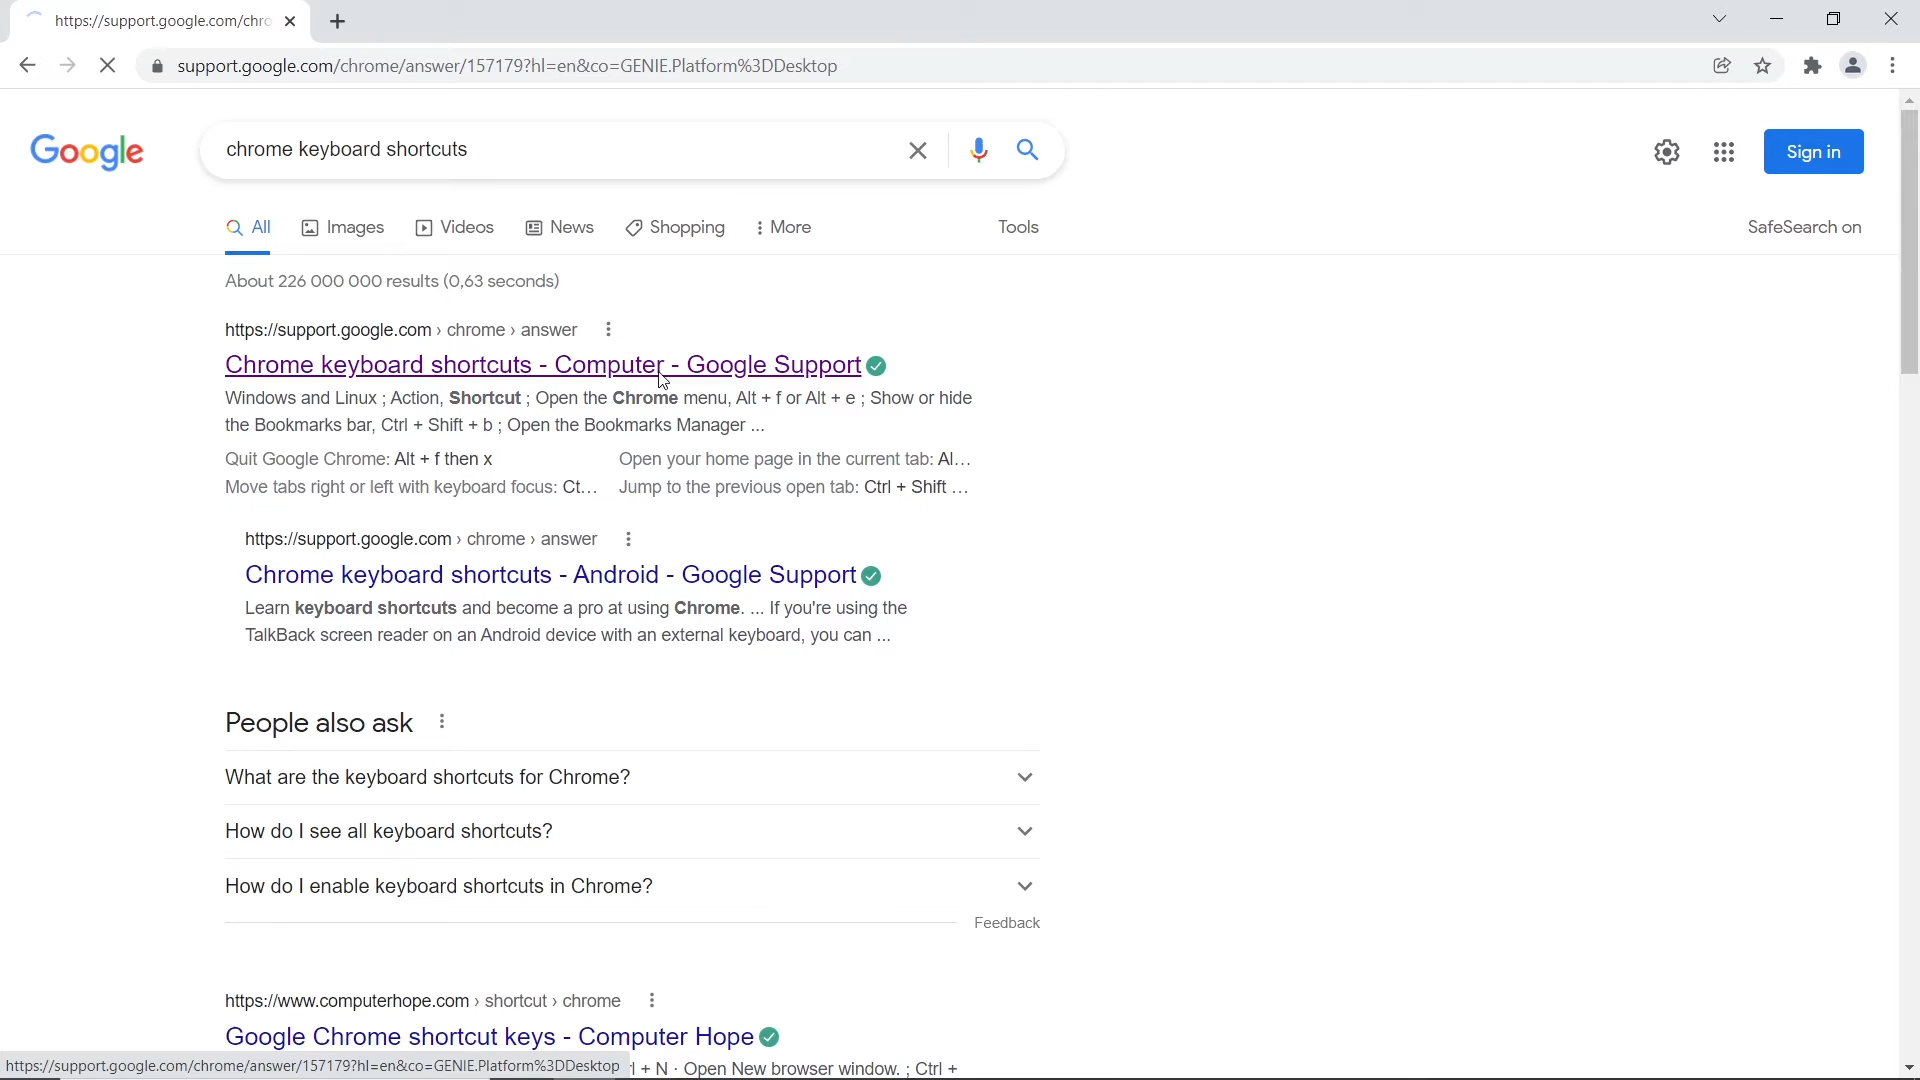 https://support.google.com/chro
support.google.com/chrome/answer/157179?hl=en&co=GENIE.Platform%3DDesktop
Google
chrome keyboard shortcuts
Sign in
All Images Videos News Shopping More Tools SafeSearch on
About 226 000 000 results (0,63 seconds)
https://support.google.com › chrome › answer
Chrome keyboard shortcuts - Computer - Google Support
Windows and Linux ; Action, Shortcut ; Open the Chrome menu, Alt + f or Alt + e ; Show or hide
the Bookmarks bar, Ctrl + Shift + b ; Open the Bookmarks Manager ...
Quit Google Chrome: Alt + f then x Open your home page in the current tab: Al...
Move tabs right or left with keyboard focus: Ct... Jump to the previous open tab: Ctrl + Shift ...
https://support.google.com › chrome › answer
Chrome keyboard shortcuts - Android - Google Support
Learn keyboard shortcuts and become a pro at using Chrome. ... If you're using the
TalkBack screen reader on an Android device with an external keyboard, you can ...
People also ask
What are the keyboard shortcuts for Chrome?
How do I see all keyboard shortcuts?
How do I enable keyboard shortcuts in Chrome?
Feedback
https://www.computerhope.com › shortcut › chrome
Google Chrome shortcut keys - Computer Hope
https://support.google.com/chrome/answer/157179?hl=en&co=GENIE.Platform%3DDesktop l + N · Open New browser window. ; Ctrl +